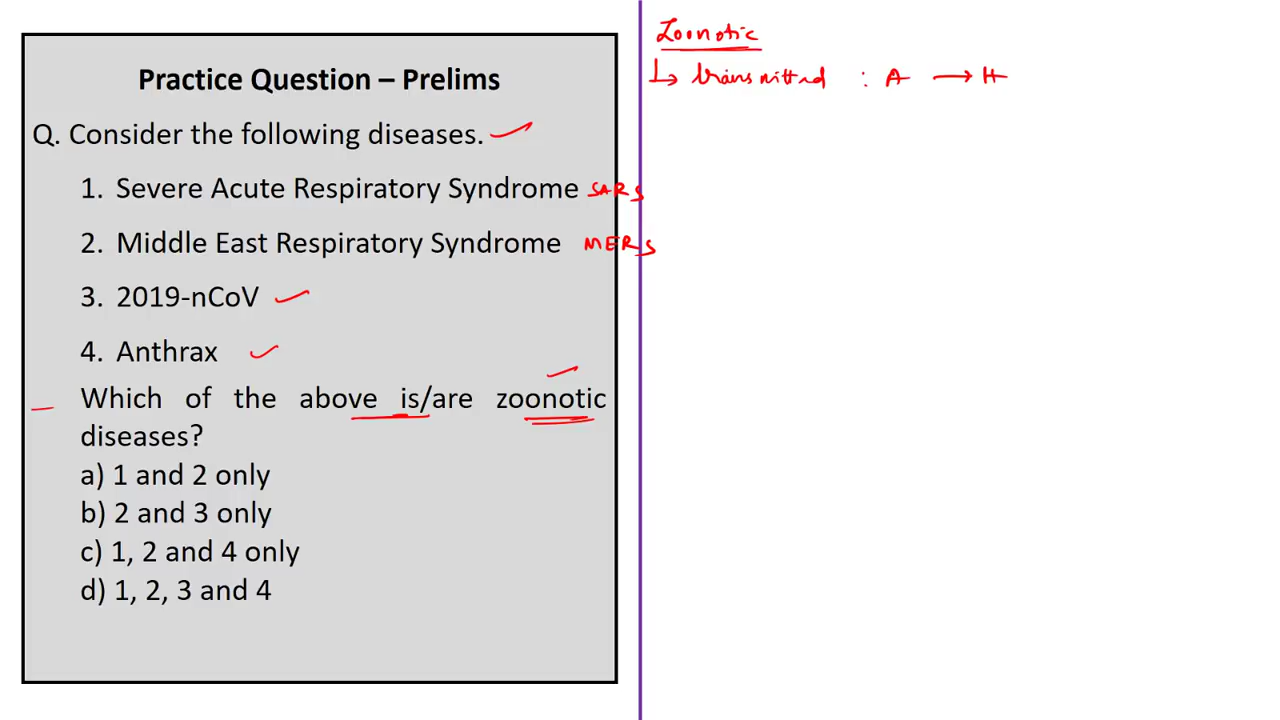 Practice Question – Prelims
Q. Consider the following diseases.
1. Severe Acute Respiratory Syndrome SARS
2. Middle East Respiratory Syndrome MERS
3. 2019-nCoV
4. Anthrax
Which of the above is/are zoonotic
diseases?
a) 1 and 2 only
b) 2 and 3 only
c) 1, 2 and 4 only
d) 1, 2, 3 and 4
Zoonotic
↳ transmitted : A → H